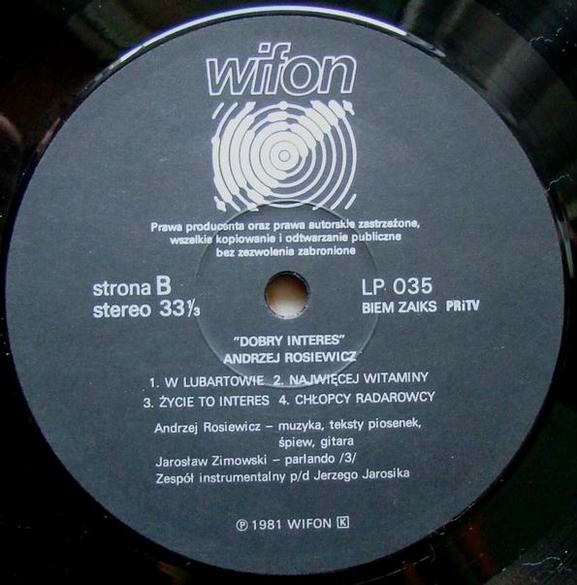 wifon
Prawa producenta oraz prawa autorskie zastrzeżone,
wszelkie kopiowanie i odtwarzanie publiczne
bez zezwolenia zabronione
strona B
stereo 33⅓
LP 035
BIEM ZAIKS PRiTV
"DOBRY INTERES"
ANDRZEJ ROSIEWICZ
1. W LUBARTOWIE 2. NAJWIĘCEJ WITAMINY
3. ŻYCIE TO INTERES 4. CHŁOPCY RADAROWCY
Andrzej Rosiewicz – muzyka, teksty piosenek,
śpiew, gitara
Jarosław Zimowski – parlando /3/
Zespół instrumentalny p/d Jerzego Jarosika
℗ 1981 WIFON K